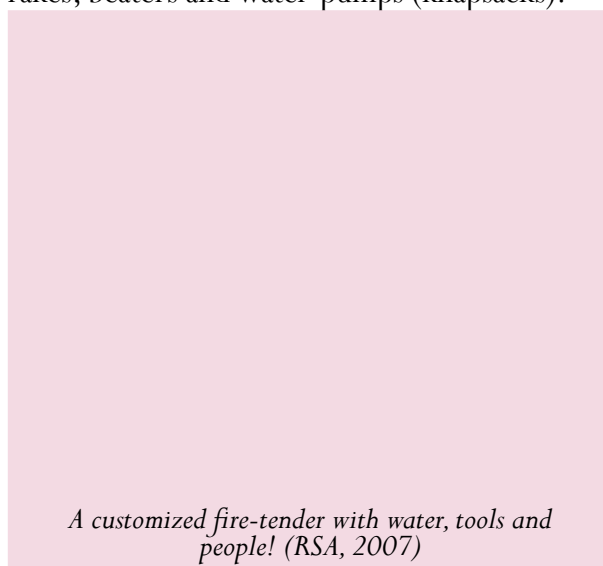 rakes, beaters and water-pumps (knapsacks).
A customized fire-tender with water, tools and
people! (RSA, 2007)